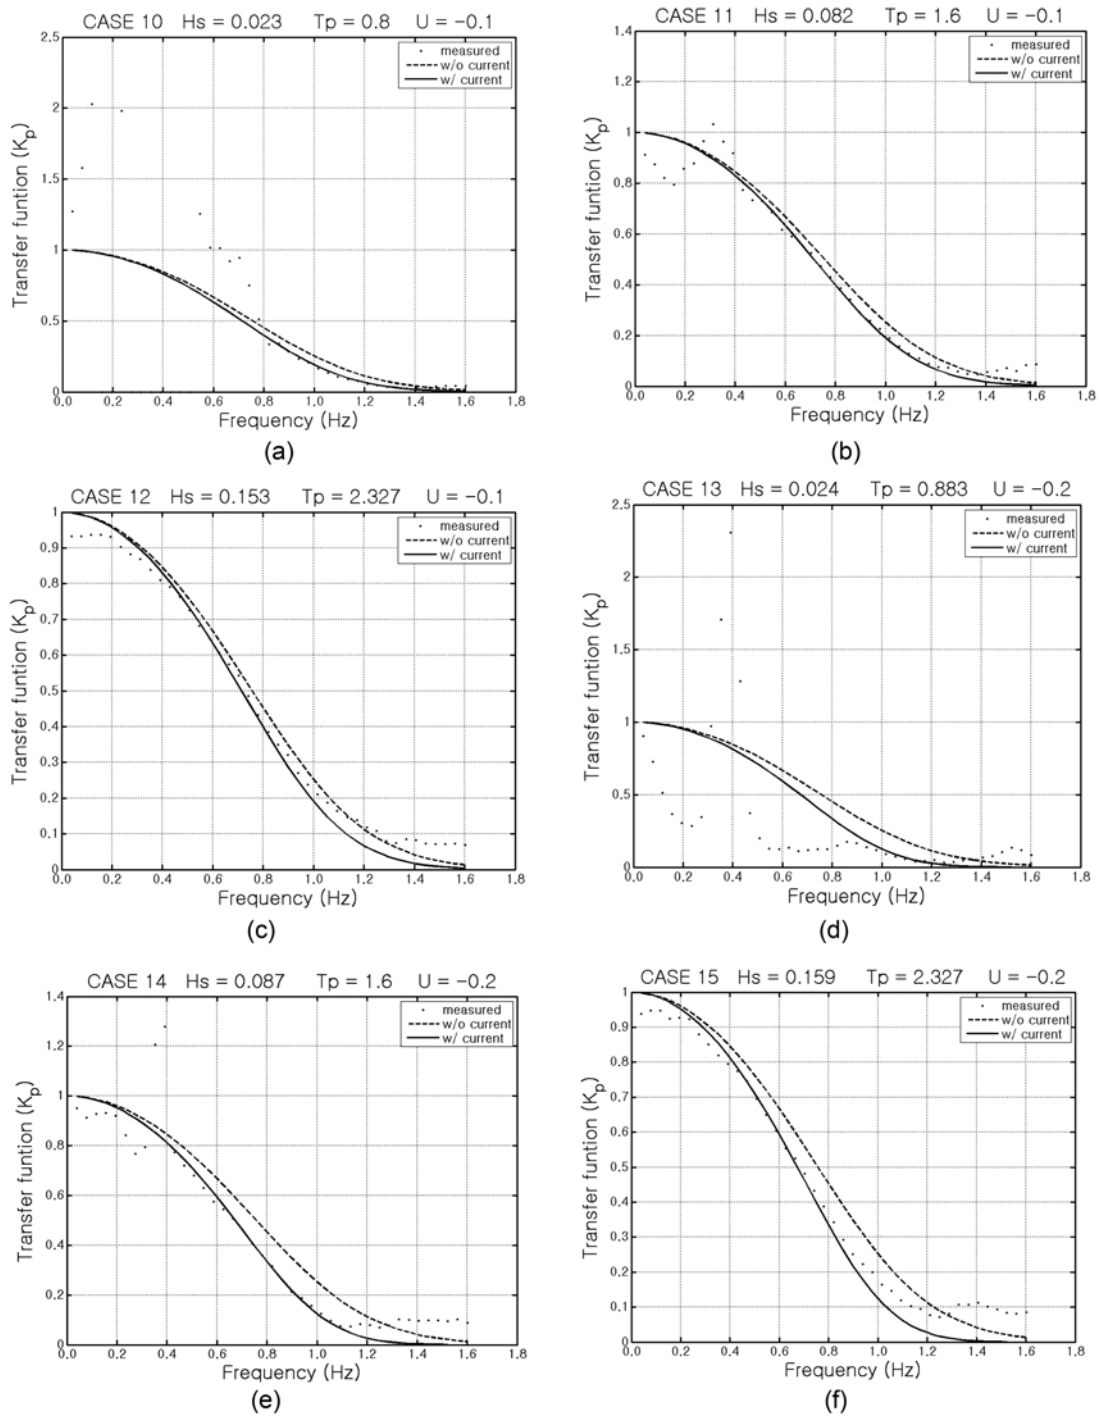 CASE 10 Hs = 0.023 Tp = 0.8 U = −0.1
2.5
2
1.5
1
0.5
0
Transfer funtion (Kp)
measured
w/o current
w/ current
0.0 0.2 0.4 0.6 0.8 1.0 1.2 1.4 1.6 1.8
Frequency (Hz)
(a)
CASE 11 Hs = 0.082 Tp = 1.6 U = −0.1
1.4
1.2
1
0.8
0.6
0.4
0.2
0
Transfer funtion (Kp)
measured
w/o current
w/ current
0.0 0.2 0.4 0.6 0.8 1.0 1.2 1.4 1.6 1.8
Frequency (Hz)
(b)
CASE 12 Hs = 0.153 Tp = 2.327 U = −0.1
1
0.9
0.8
0.7
0.6
0.5
0.4
0.3
0.2
0.1
0
Transfer funtion (Kp)
measured
w/o current
w/ current
0.0 0.2 0.4 0.6 0.8 1.0 1.2 1.4 1.6 1.8
Frequency (Hz)
(c)
CASE 13 Hs = 0.024 Tp = 0.883 U = −0.2
2.5
2
1.5
1
0.5
0
Transfer funtion (Kp)
measured
w/o current
w/ current
0.0 0.2 0.4 0.6 0.8 1.0 1.2 1.4 1.6 1.8
Frequency (Hz)
(d)
CASE 14 Hs = 0.087 Tp = 1.6 U = −0.2
1.4
1.2
1
0.8
0.6
0.4
0.2
0
Transfer funtion (Kp)
measured
w/o current
w/ current
0.0 0.2 0.4 0.6 0.8 1.0 1.2 1.4 1.6 1.8
Frequency (Hz)
(e)
CASE 15 Hs = 0.159 Tp = 2.327 U = −0.2
1
0.9
0.8
0.7
0.6
0.5
0.4
0.3
0.2
0.1
0
Transfer funtion (Kp)
measured
w/o current
w/ current
0.0 0.2 0.4 0.6 0.8 1.0 1.2 1.4 1.6 1.8
Frequency (Hz)
(f)